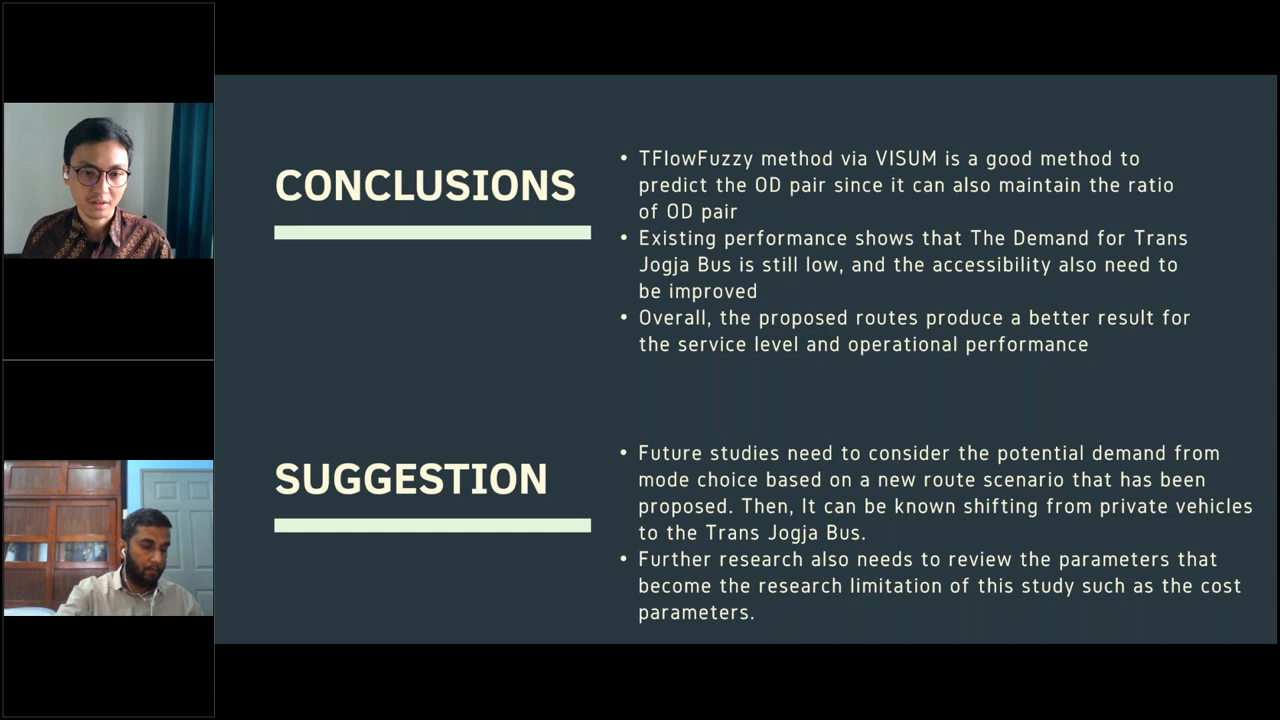 CONCLUSIONS
• TFlowFuzzy method via VISUM is a good method to
predict the OD pair since it can also maintain the ratio
of OD pair
• Existing performance shows that The Demand for Trans
Jogja Bus is still low, and the accessibility also need to
be improved
• Overall, the proposed routes produce a better result for
the service level and operational performance
SUGGESTION
• Future studies need to consider the potential demand from
mode choice based on a new route scenario that has been
proposed. Then, It can be known shifting from private vehicles
to the Trans Jogja Bus.
• Further research also needs to review the parameters that
become the research limitation of this study such as the cost
parameters.